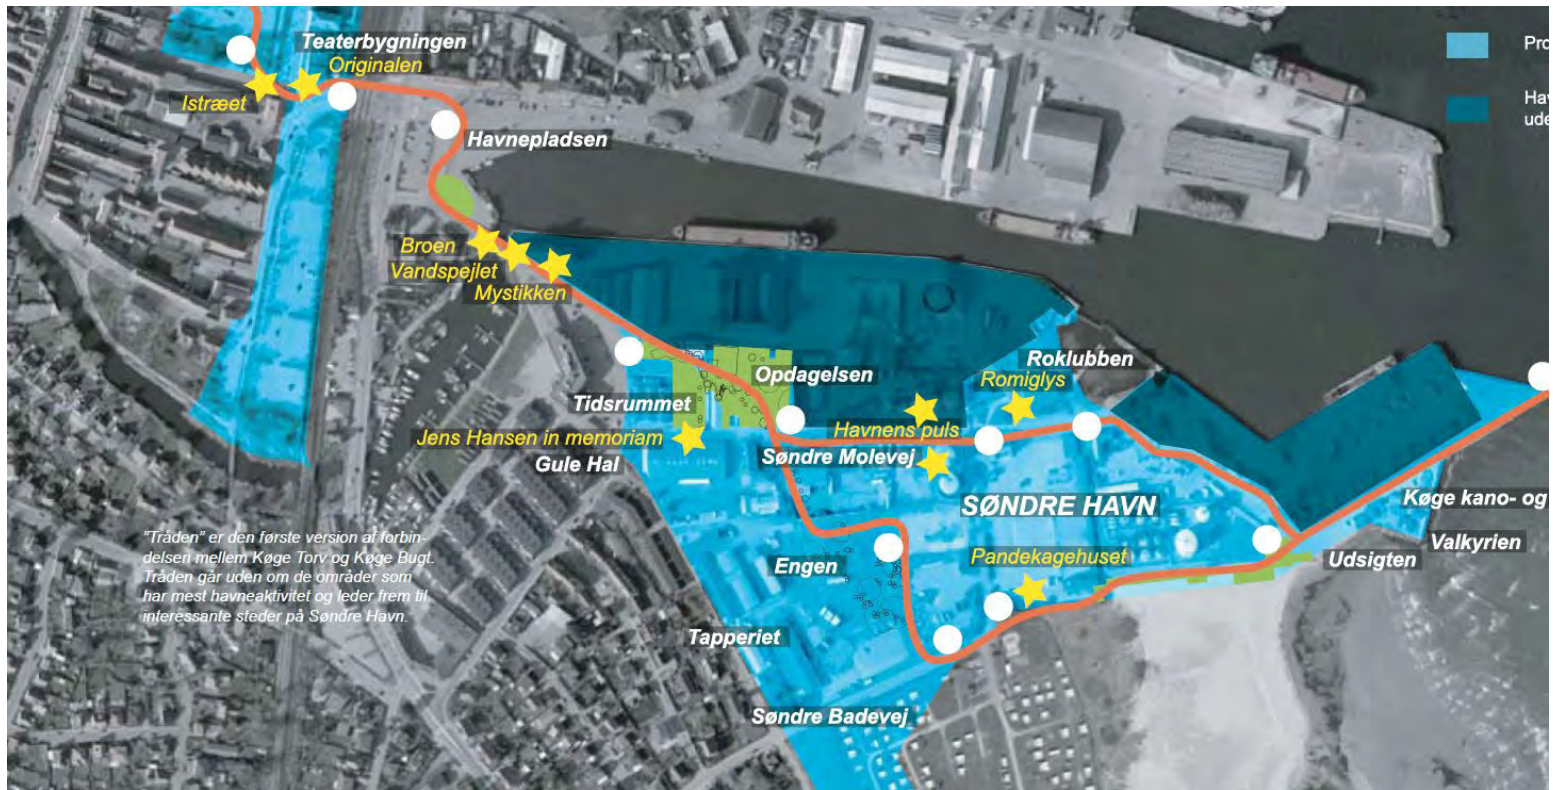 Teaterbygningen
Originalen
Istræet
Pro
Hav
ude
Havnepladsen
Broen
Vandspejlet
Mystikken
Roklubben
Romiglys
Opdagelsen
Tidsrummet
Havnens puls
Jens Hansen in memoriam
Gule Hal
Søndre Molevej
SØNDRE HAVN
Køge kano- og
Valkyrien
Udsigten
Pandekagehuset
Engen
"Tråden" er den første version af forbin-
delsen mellem Køge Torv og Køge Bugt.
Tråden går uden om de områder som
har mest havneaktivitet og leder frem til
interessante steder på Søndre Havn.
Tapperiet
Søndre Badevej